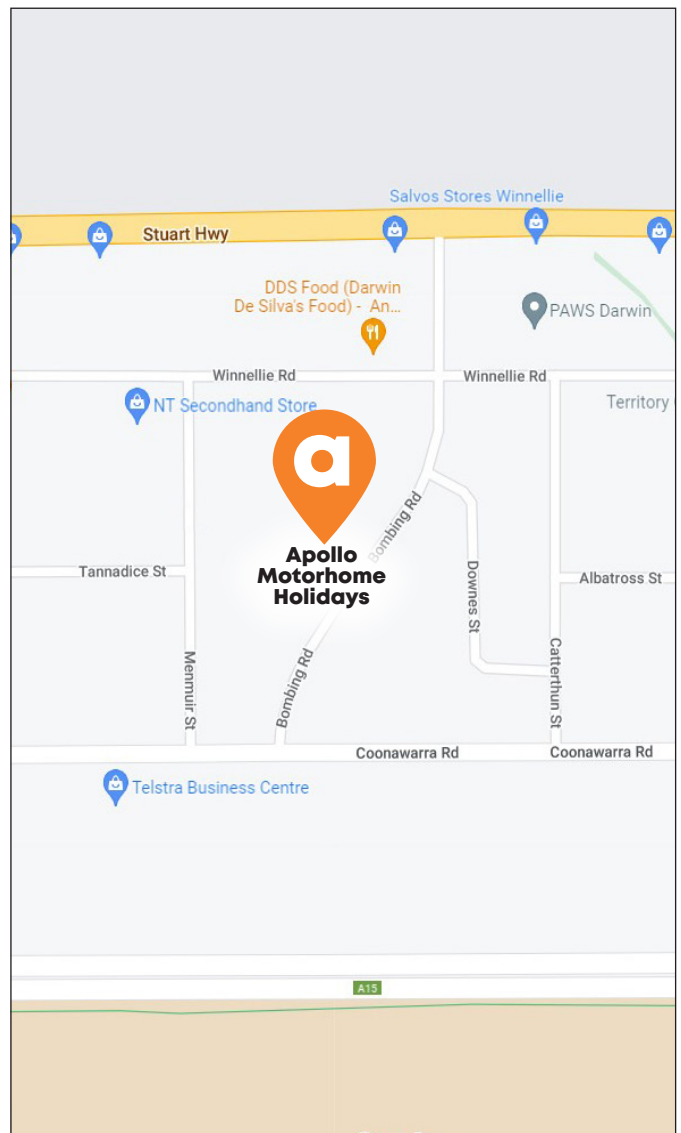 Salvos Stores Winnellie
Stuart Hwy
DDS Food (Darwin
De Silva's Food) - An...
PAWS Darwin
Winnellie Rd
Winnellie Rd
NT Secondhand Store
Territory
a
Bombing Rd
Apollo
Motorhome
Holidays
Tannadice St
Downes St
Albatross St
Menmuir St
Bombing Rd
Catterthun St
Coonawarra Rd
Coonawarra Rd
Telstra Business Centre
A15